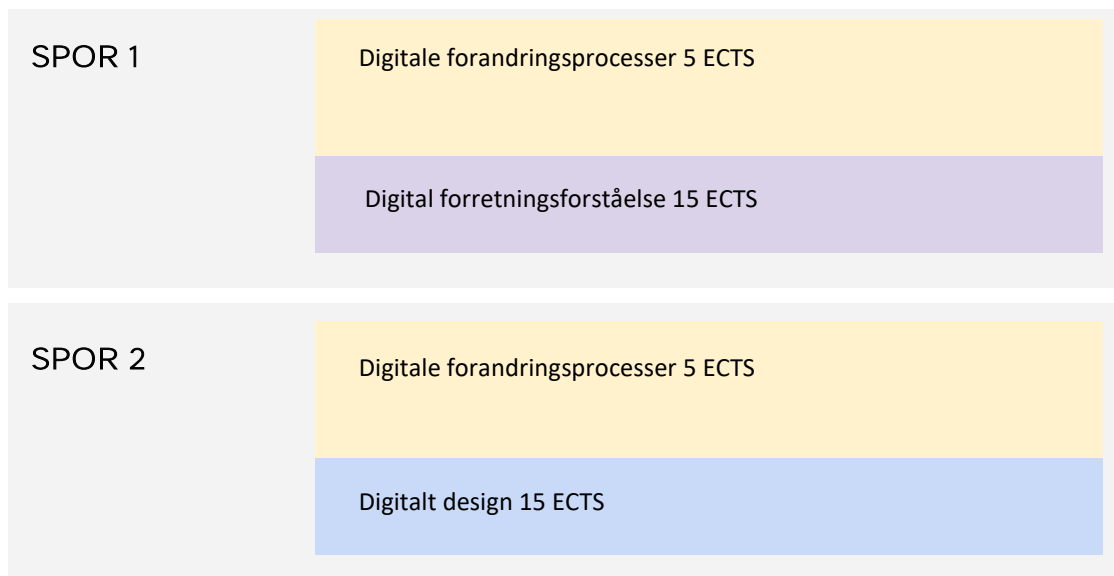 SPOR 1
Digitale forandringsprocesser 5 ECTS
Digital forretningsforståelse 15 ECTS
SPOR 2
Digitale forandringsprocesser 5 ECTS
Digitalt design 15 ECTS